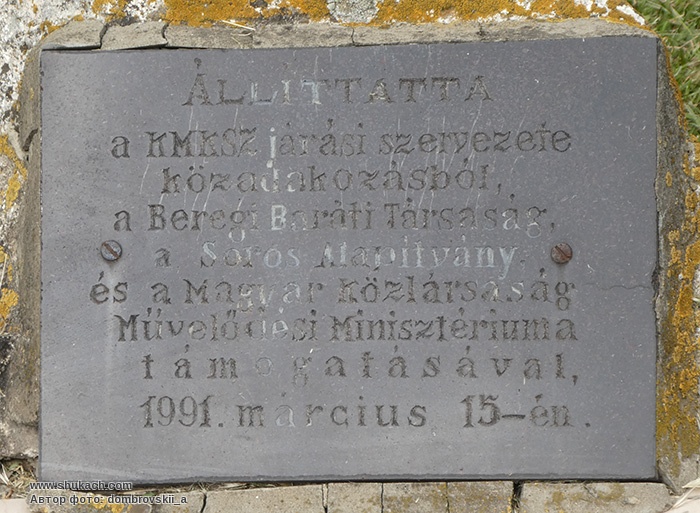 ÁLLITTATTA
a KMKSZ járási szervezete
közadakozásból,
a Beregi Baráti Társaság,
a Soros Alapítvány
és a Magyar Köztársaság
Művelődési Minisztériuma
támogatásával,
1991. március 15-én.
www.shukach.com
Автор фото: dombrovskii_a